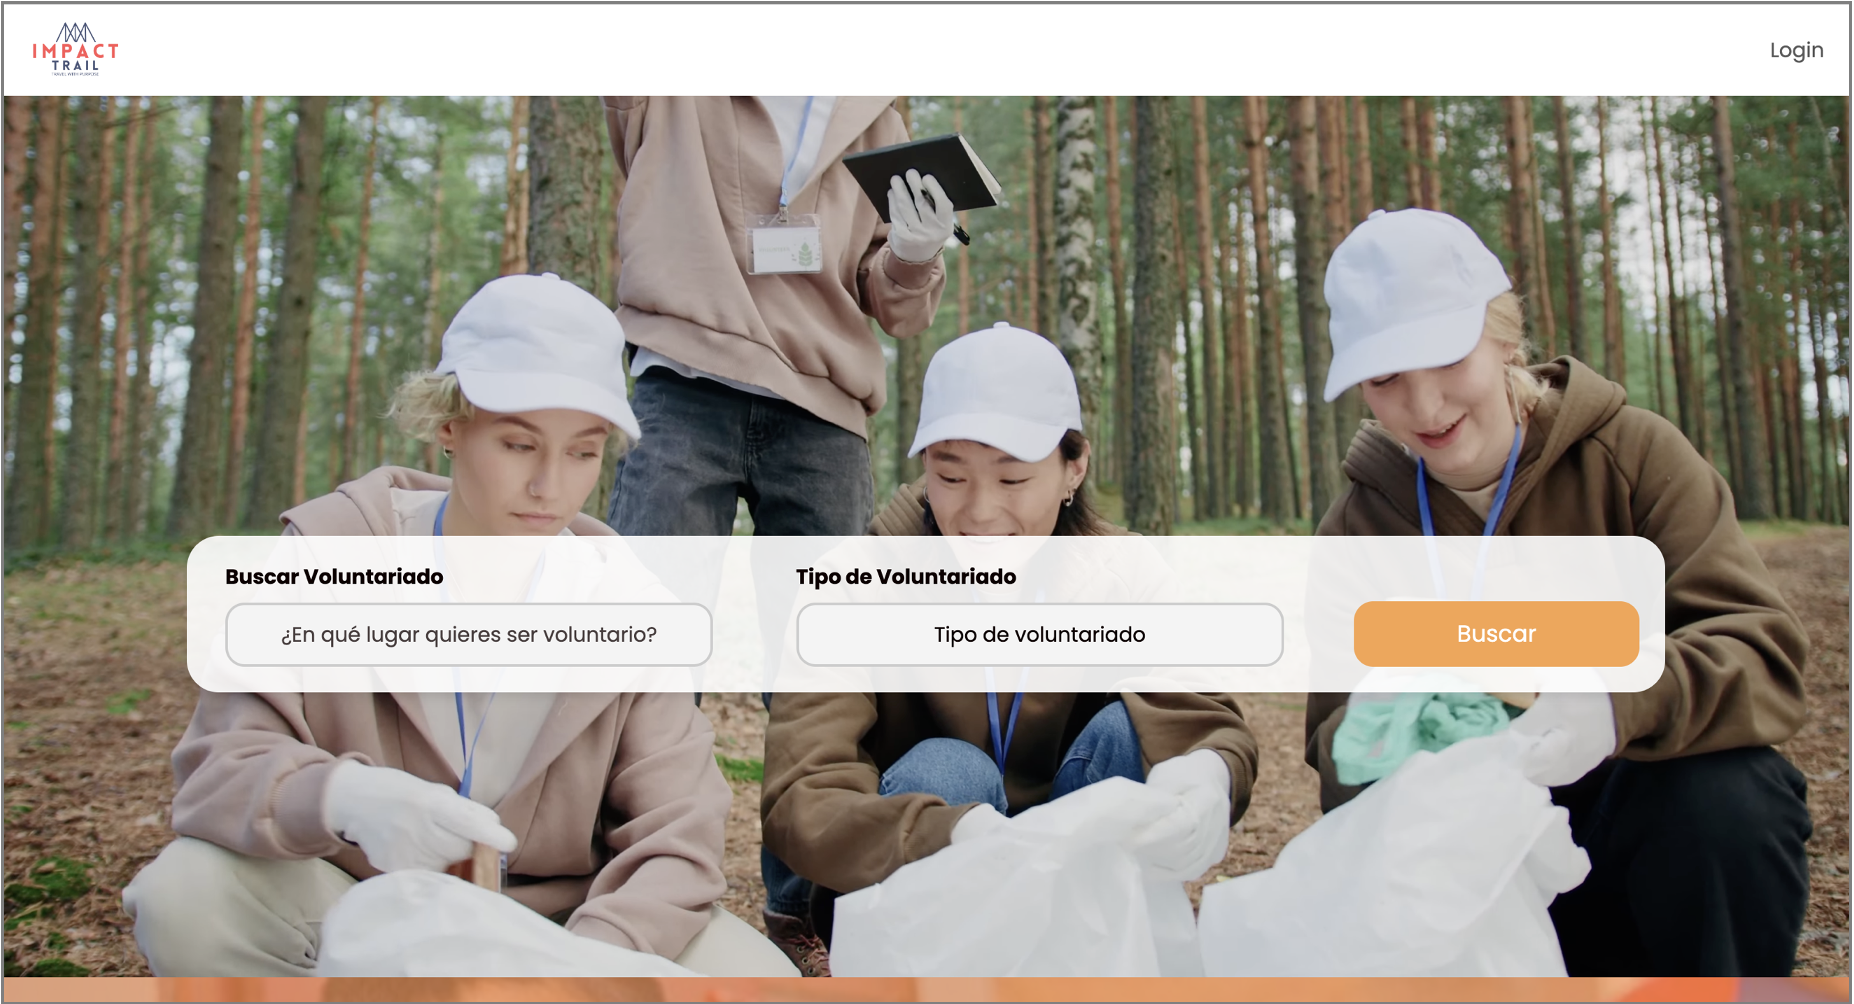 IMPACT
TRAIL
TRAVEL WITH PURPOSE
Login
Buscar Voluntariado
Tipo de Voluntariado
¿En qué lugar quieres ser voluntario?
Tipo de voluntariado
Buscar